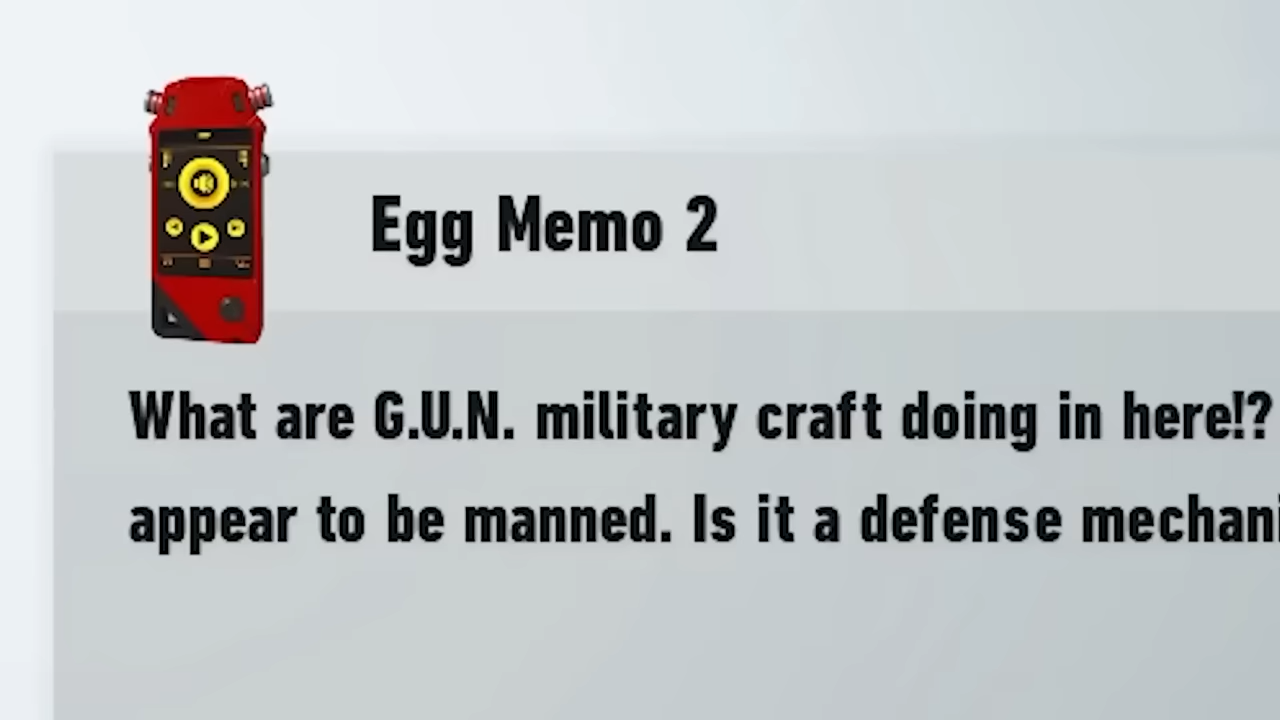 Egg Memo 2
What are G.U.N. military craft doing in here!?
appear to be manned. Is it a defense